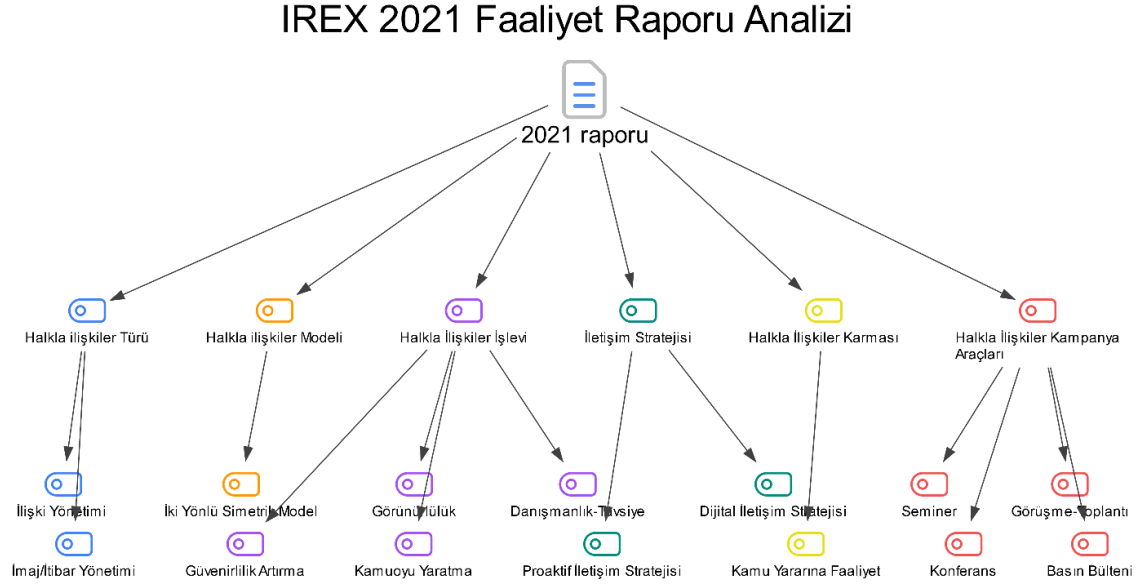 IREX 2021 Faaliyet Raporu Analizi
2021 raporu
Halkla ilişkiler Türü
Halkla ilişkiler Modeli
Halkla İlişkiler İşlevi
İletişim Stratejisi
Halkla İlişkiler Karması
Halkla İlişkiler Kampanya
Araçları
İlişki Yönetimi
İki Yönlü Simetrik Model
Görünürlülük
Danışmanlık-Tavsiye
Dijital İletişim Stratejisi
Seminer
Görüşme-Toplantı
İmaj/İtibar Yönetimi
Güvenirlilik Artırma
Kamuoyu Yaratma
Proaktif İletişim Stratejisi
Kamu Yararına Faaliyet
Konferans
Basın Bülteni